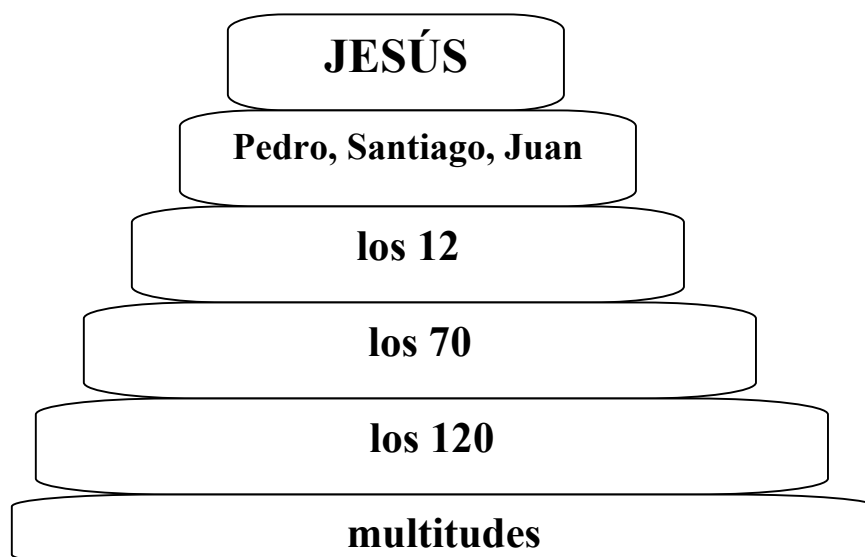 JESÚS
Pedro, Santiago, Juan
los 12
los 70
los 120
multitudes